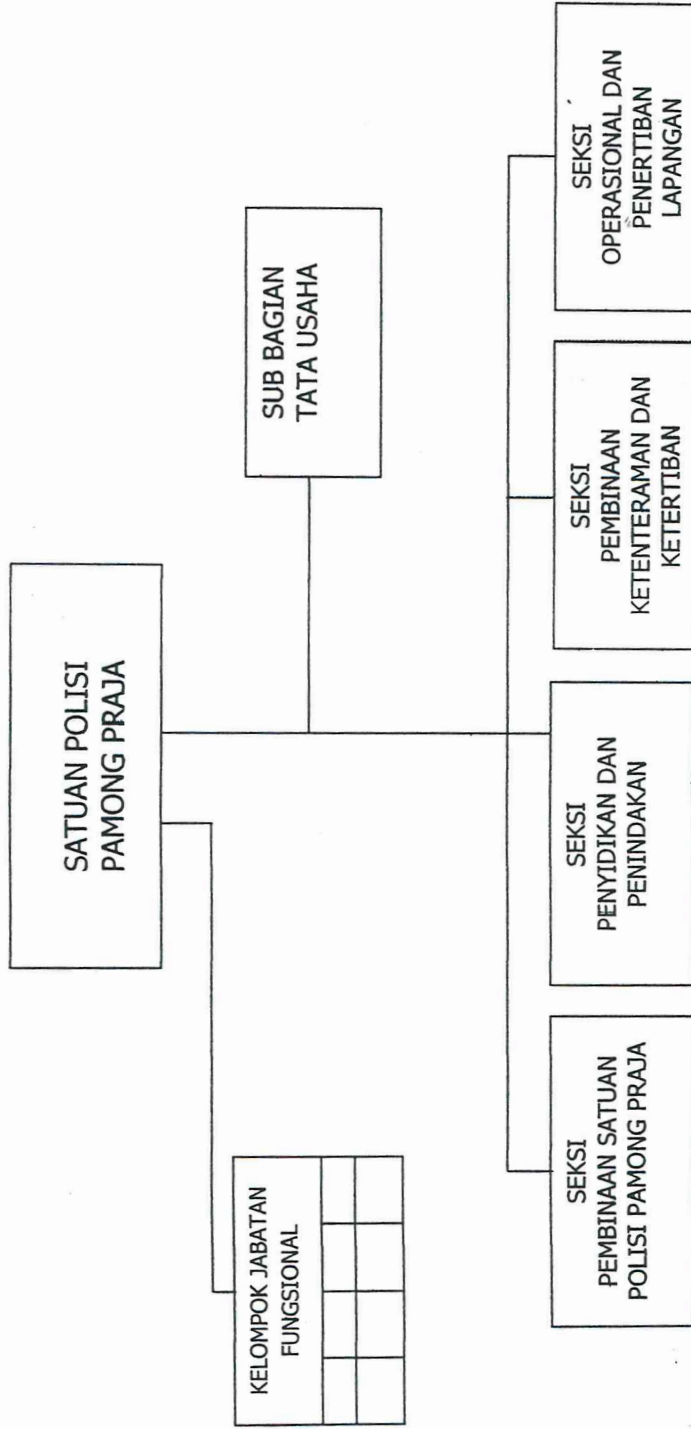 SATUAN POLISI
PAMONG PRAJA
KELOMPOK JABATAN
FUNGSIONAL
SUB BAGIAN
TATA USAHA
SEKSI
PEMBINAAN SATUAN
POLISI PAMONG PRAJA
SEKSI
PENYIDIKAN DAN
PENINDAKAN
SEKSI
PEMBINAAN
KETENTERAMAN DAN
KETERTIBAN
SEKSI
OPERASIONAL DAN
PENERTIBAN
LAPANGAN